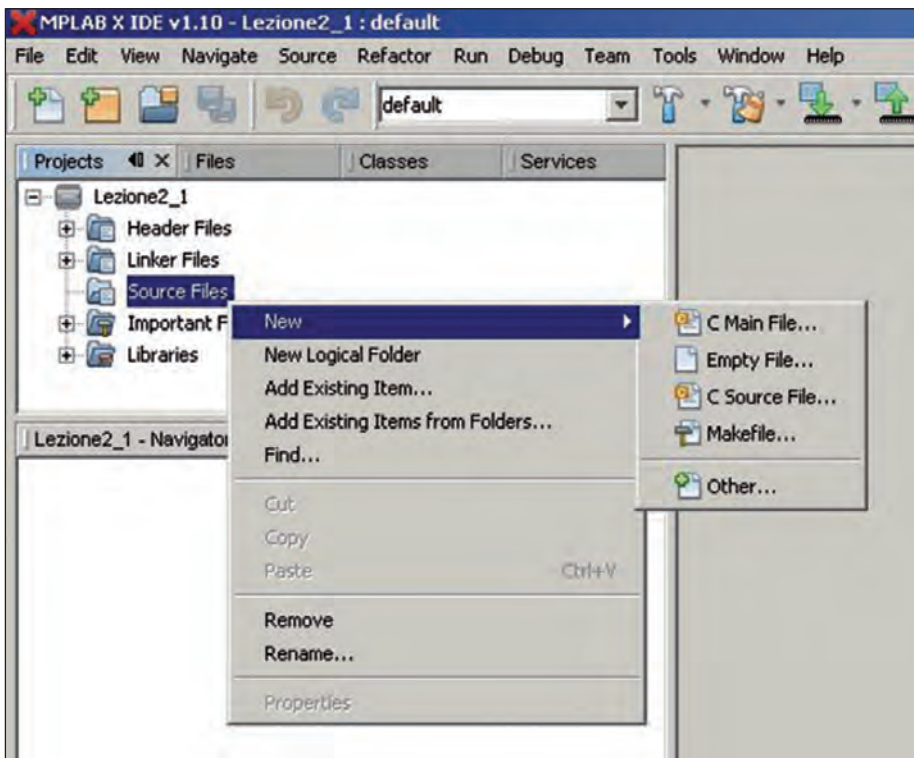 MPLAB X IDE v1.10 - Lezione2_1 : default
File Edit View Navigate Source Refactor Run Debug Team Tools Window Help
default
Projects Files Classes Services
Lezione2_1
Header Files
Linker Files
Source Files
Important F
Libraries
New
New Logical Folder
Add Existing Item...
Add Existing Items from Folders...
Find...
Cut
Copy
Paste Ctrl+V
Remove
Rename...
Properties
C Main File...
Empty File...
C Source File...
Makefile...
Other...
Lezione2_1 - Navigator